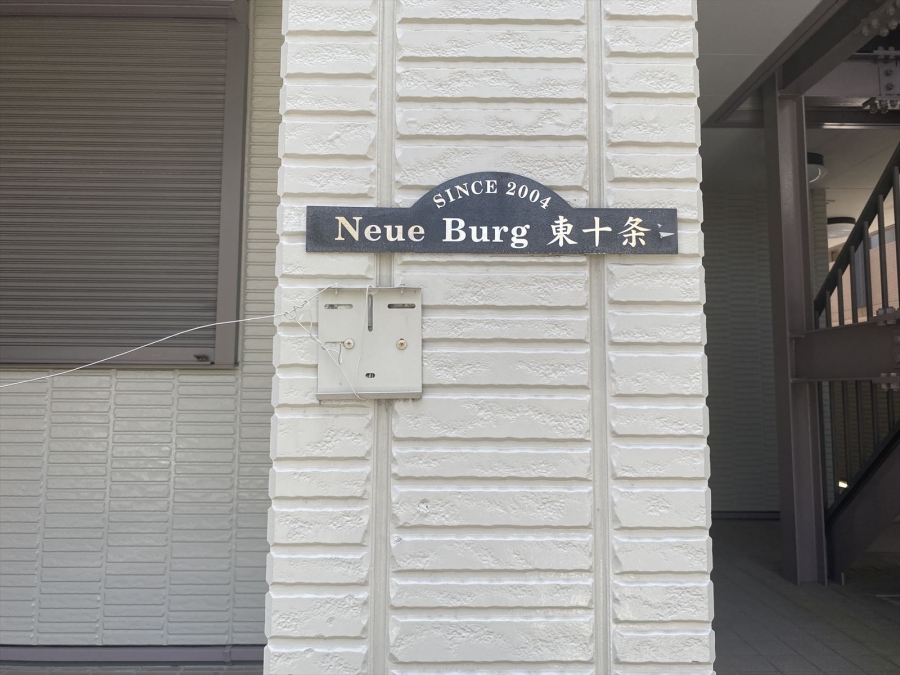 SINCE 2004
Neue Burg 東十条